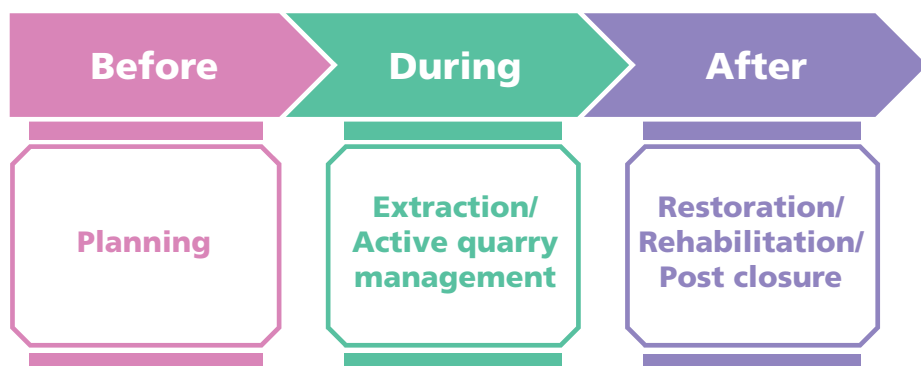 Before
During
After
Planning
Extraction/
Active quarry
management
Restoration/
Rehabilitation/
Post closure